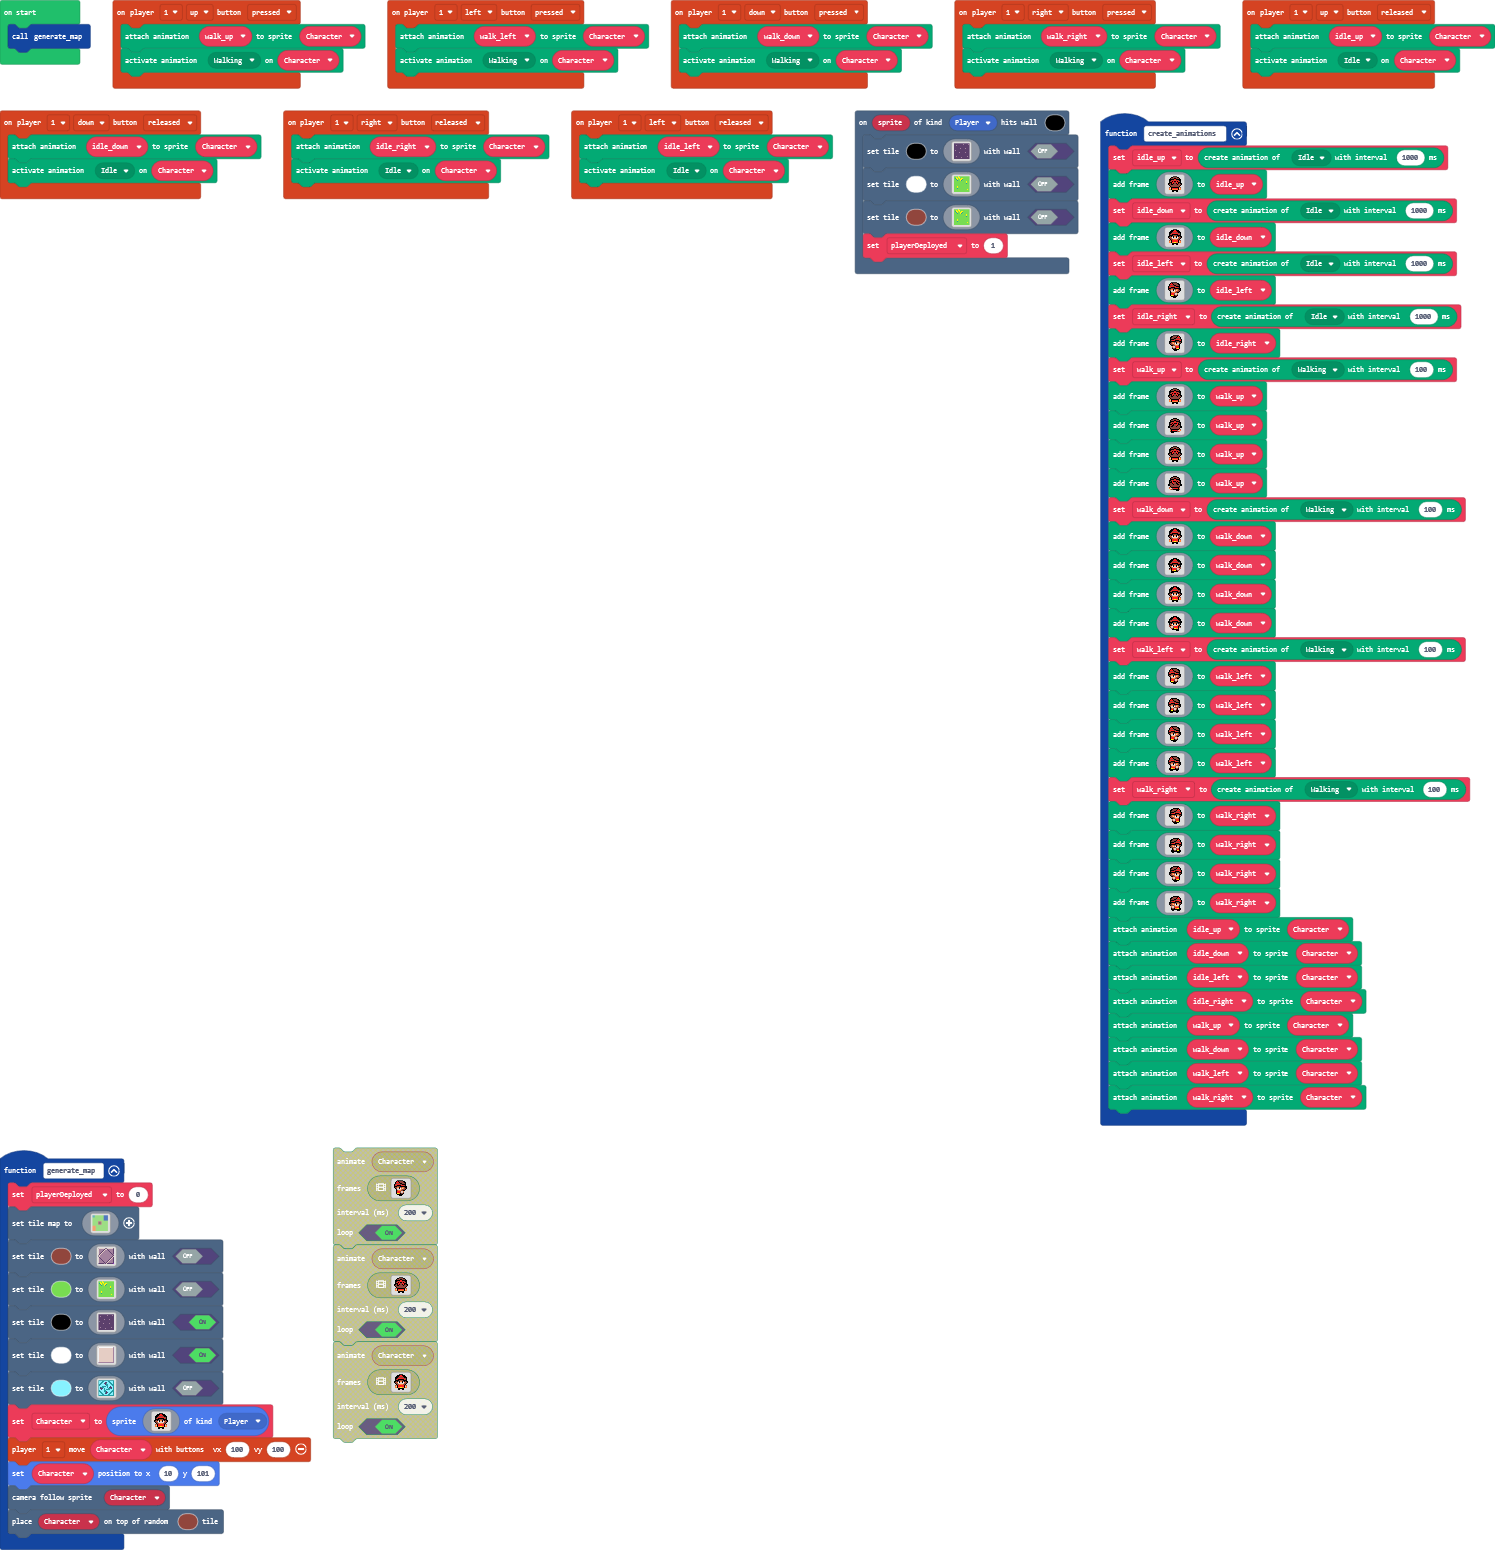 on start
call generate_map
on player 1 up button pressed
attach animation walk_up to sprite Character
activate animation Walking on Character
on player 1 left button pressed
attach animation walk_left to sprite Character
activate animation Walking on Character
on player 1 down button pressed
attach animation walk_down to sprite Character
activate animation Walking on Character
on player 1 right button pressed
attach animation walk_right to sprite Character
activate animation Walking on Character
on player 1 up button released
attach animation idle_up to sprite Character
activate animation Idle on Character
on player 1 down button released
attach animation idle_down to sprite Character
activate animation Idle on Character
on player 1 right button released
attach animation idle_right to sprite Character
activate animation Idle on Character
on player 1 left button released
attach animation idle_left to sprite Character
activate animation Idle on Character
on sprite of kind Player hits wall
set tile to with wall OFF
set tile to with wall OFF
set tile to with wall OFF
set playerDeployed to 1
function create_animations
set idle_up to create animation of Idle with interval 1000 ms
add frame to idle_up
set idle_down to create animation of Idle with interval 1000 ms
add frame to idle_down
set idle_left to create animation of Idle with interval 1000 ms
add frame to idle_left
set idle_right to create animation of Idle with interval 1000 ms
add frame to idle_right
set walk_up to create animation of Walking with interval 100 ms
add frame to walk_up
add frame to walk_up
add frame to walk_up
add frame to walk_up
set walk_down to create animation of Walking with interval 100 ms
add frame to walk_down
add frame to walk_down
add frame to walk_down
add frame to walk_down
set walk_left to create animation of Walking with interval 100 ms
add frame to walk_left
add frame to walk_left
add frame to walk_left
add frame to walk_left
set walk_right to create animation of Walking with interval 100 ms
add frame to walk_right
add frame to walk_right
add frame to walk_right
add frame to walk_right
attach animation idle_up to sprite Character
attach animation idle_down to sprite Character
attach animation idle_left to sprite Character
attach animation idle_right to sprite Character
attach animation walk_up to sprite Character
attach animation walk_down to sprite Character
attach animation walk_left to sprite Character
attach animation walk_right to sprite Character
function generate_map
set playerDeployed to 0
set tile map to
set tile to with wall OFF
set tile to with wall OFF
set tile to with wall ON
set tile to with wall ON
set tile to with wall OFF
set Character to sprite of kind Player
player 1 move Character with buttons vx 100 vy 100
set Character position to x 10 y 101
camera follow sprite Character
place Character on top of random tile
animate Character
frames
interval (ms) 200
loop ON
animate Character
frames
interval (ms) 200
loop ON
animate Character
frames
interval (ms) 200
loop ON